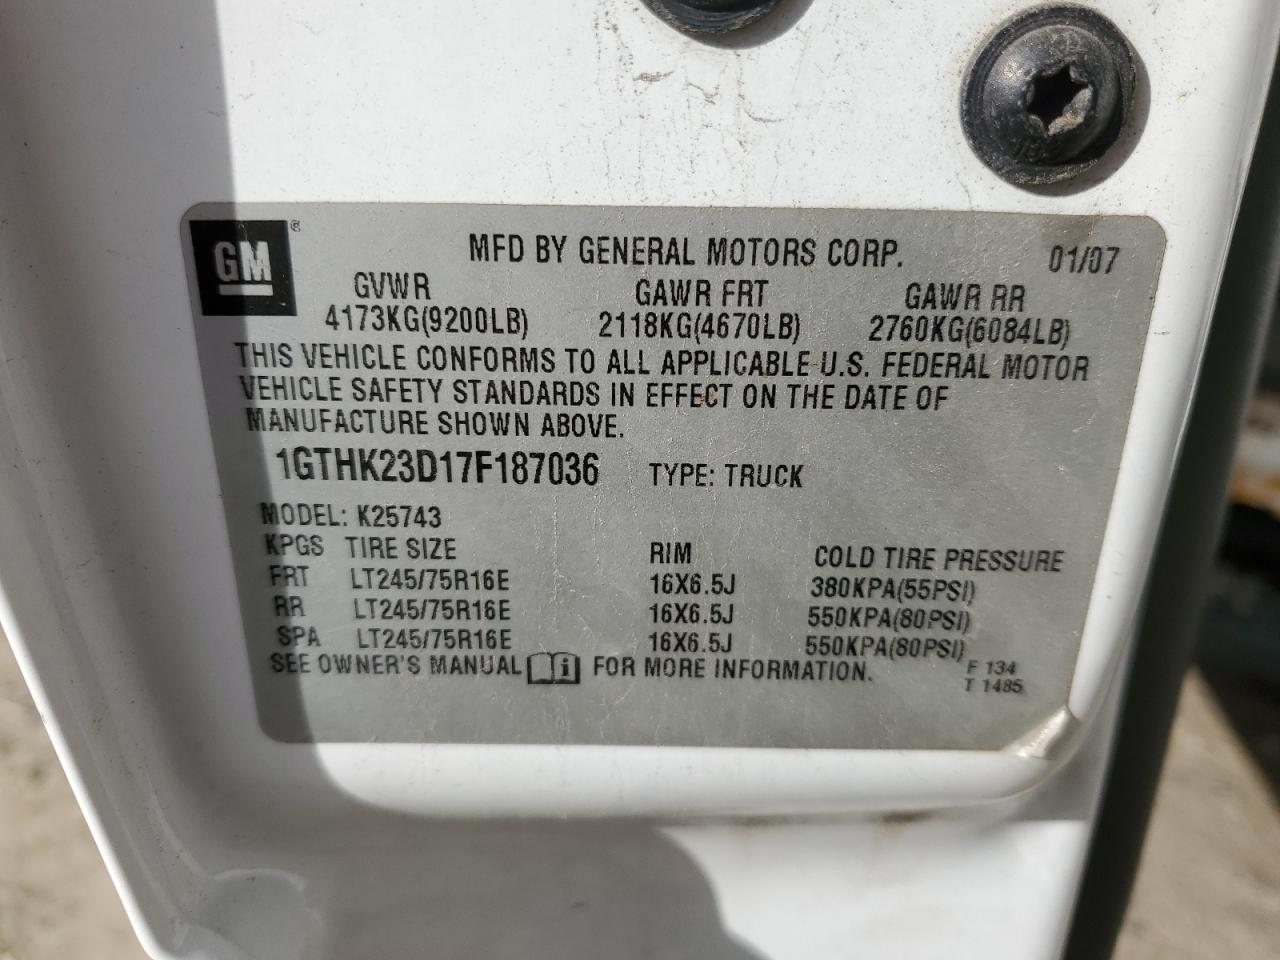 GM ® MFD BY GENERAL MOTORS CORP. 01/07
GVWR GAWR FRT GAWR RR
4173KG(9200LB) 2118KG(4670LB) 2760KG(6084LB)
THIS VEHICLE CONFORMS TO ALL APPLICABLE U.S. FEDERAL MOTOR
VEHICLE SAFETY STANDARDS IN EFFECT ON THE DATE OF
MANUFACTURE SHOWN ABOVE.
1GTHK23D17F187036 TYPE: TRUCK
MODEL: K25743
KPGS TIRE SIZE RIM COLD TIRE PRESSURE
FRT LT245/75R16E 16X6.5J 380KPA(55PSI)
RR LT245/75R16E 16X6.5J 550KPA(80PSI)
SPA LT245/75R16E 16X6.5J 550KPA(80PSI)
SEE OWNER'S MANUAL i FOR MORE INFORMATION. F 134
T 1485